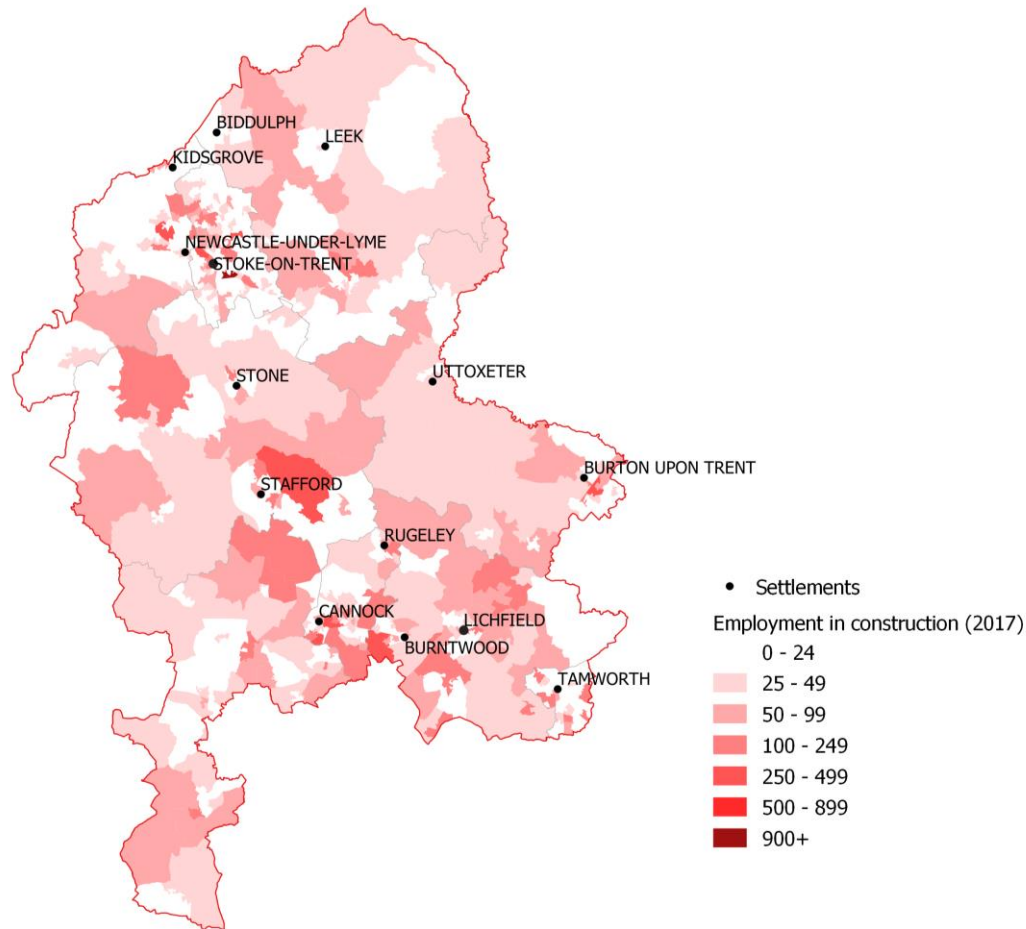 BIDDULPH
LEEK
KIDSGROVE
NEWCASTLE-UNDER-LYME
STOKE-ON-TRENT
STONE
UTTOXETER
BURTON UPON TRENT
STAFFORD
RUGELEY
CANNOCK
LICHFIELD
BURNTWOOD
TAMWORTH
Settlements
Employment in construction (2017)
0 - 24
25 - 49
50 - 99
100 - 249
250 - 499
500 - 899
900+